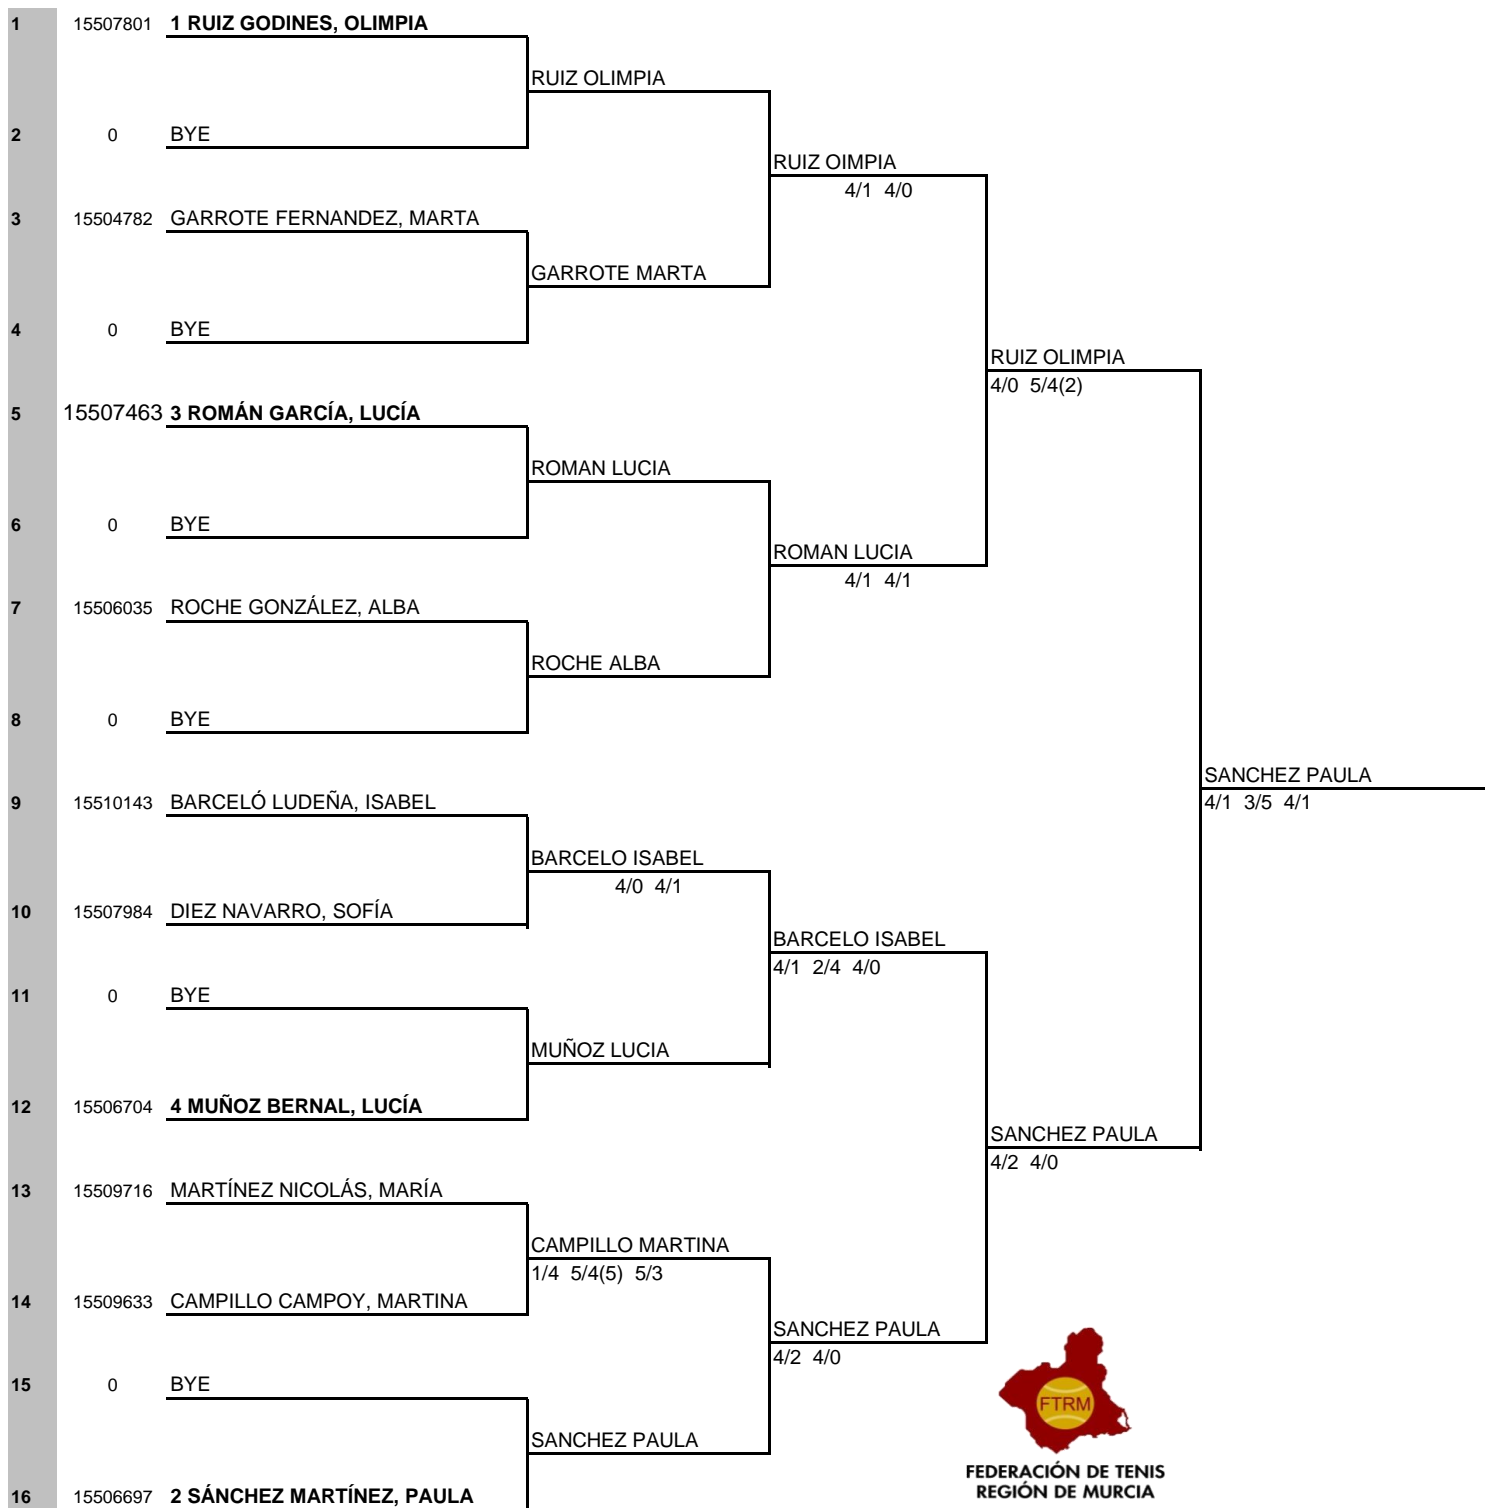 1 15507801 1 RUIZ GODINES, OLIMPIA
RUIZ OLIMPIA
2 0 BYE
RUIZ OIMPIA
4/1 4/0
3 15504782 GARROTE FERNANDEZ, MARTA
GARROTE MARTA
4 0 BYE
RUIZ OLIMPIA
4/0 5/4(2)
5 15507463 3 ROMÁN GARCÍA, LUCÍA
ROMAN LUCIA
6 0 BYE
ROMAN LUCIA
4/1 4/1
7 15506035 ROCHE GONZÁLEZ, ALBA
ROCHE ALBA
8 0 BYE
SANCHEZ PAULA
4/1 3/5 4/1
9 15510143 BARCELÓ LUDEÑA, ISABEL
BARCELO ISABEL
4/0 4/1
10 15507984 DIEZ NAVARRO, SOFÍA
BARCELO ISABEL
4/1 2/4 4/0
11 0 BYE
MUÑOZ LUCIA
12 15506704 4 MUÑOZ BERNAL, LUCÍA
SANCHEZ PAULA
4/2 4/0
13 15509716 MARTÍNEZ NICOLÁS, MARÍA
CAMPILLO MARTINA
1/4 5/4(5) 5/3
14 15509633 CAMPILLO CAMPOY, MARTINA
SANCHEZ PAULA
4/2 4/0
15 0 BYE
FTRM
SANCHEZ PAULA
FEDERACIÓN DE TENIS
REGIÓN DE MURCIA
16 15506697 2 SÁNCHEZ MARTÍNEZ, PAULA